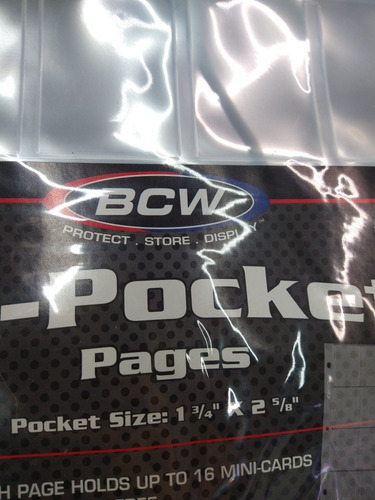 BCW
PROTECT . STORE . DISPLAY™
-Pocket
Pages
Pocket Size: 1 ¾" X 2 ⅝"
H PAGE HOLDS UP TO 16 MINI-CARDS